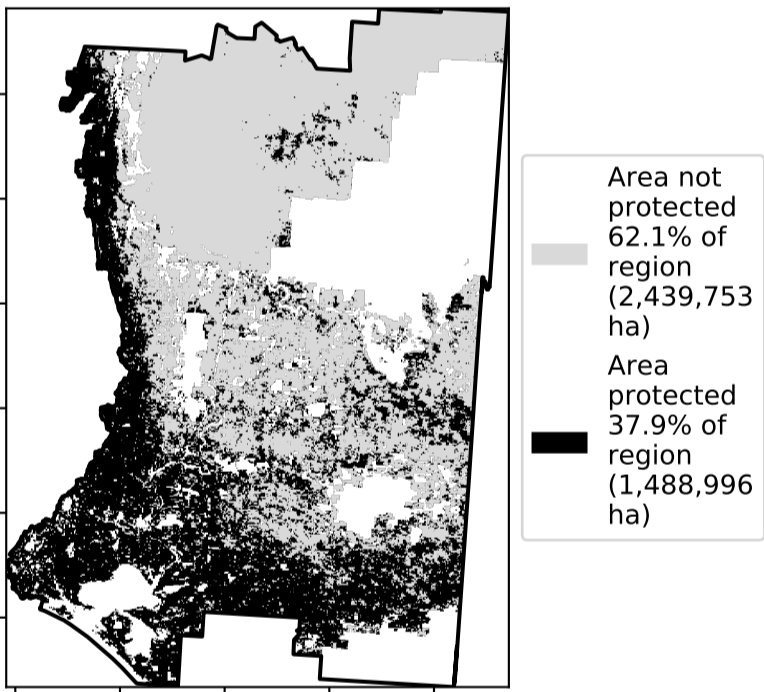 Area not
protected
62.1% of
region
(2,439,753
ha)
Area
protected
37.9% of
region
(1,488,996
ha)